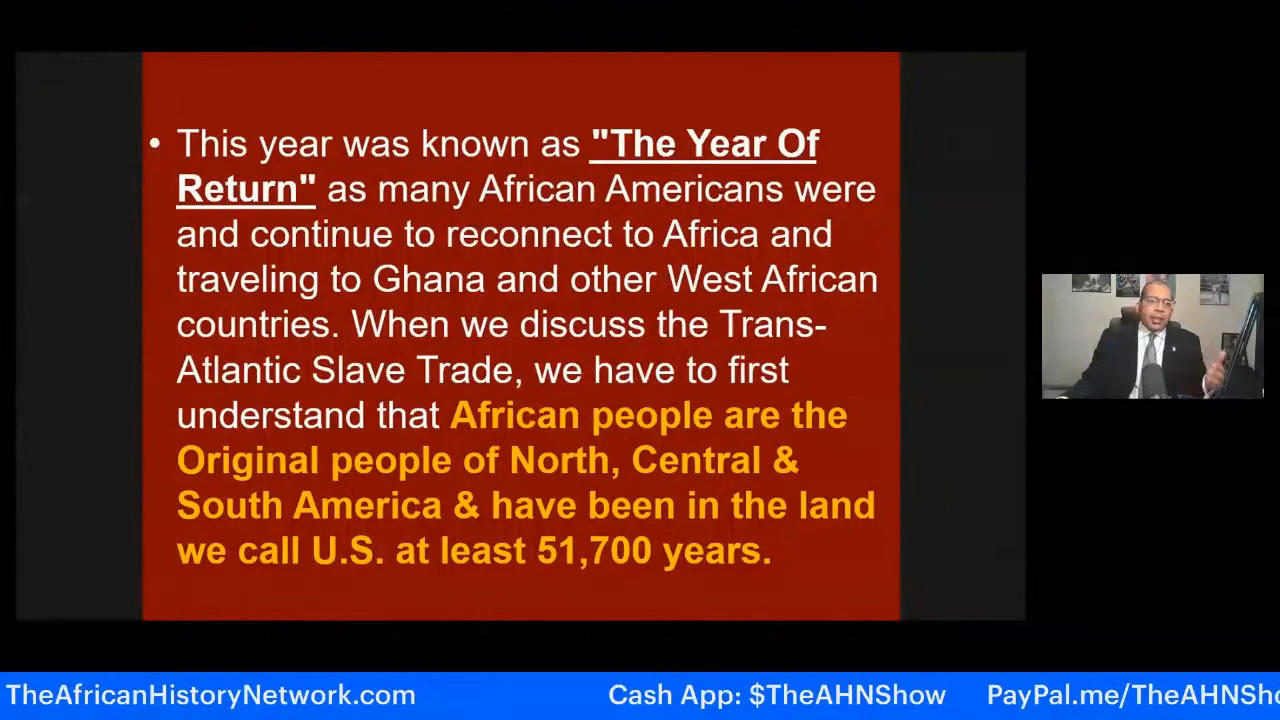 • This year was known as "The Year Of
Return" as many African Americans were
and continue to reconnect to Africa and
traveling to Ghana and other West African
countries. When we discuss the Trans-
Atlantic Slave Trade, we have to first
understand that African people are the
Original people of North, Central &
South America & have been in the land
we call U.S. at least 51,700 years.
TheAfricanHistoryNetwork.com Cash App: $TheAHNShow PayPal.me/TheAHNSho